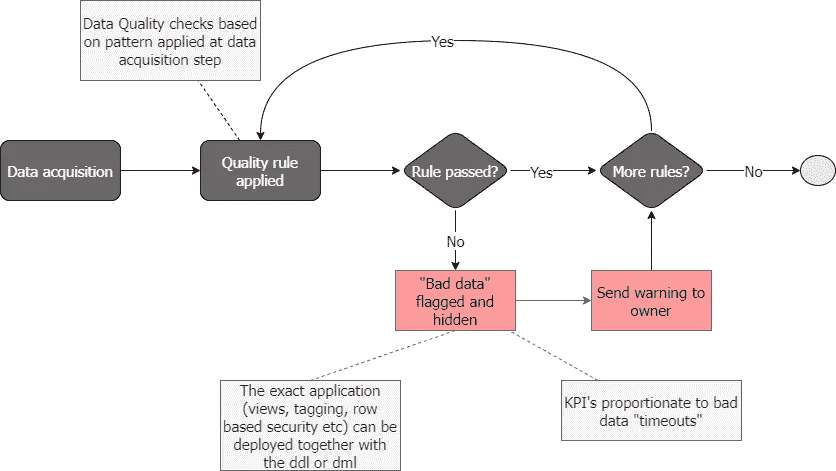 Data Quality checks based
on pattern applied at data
acquisition step
Yes
Data acquisition
Quality rule
applied
Rule passed?
Yes
More rules?
No
No
"Bad data"
flagged and
hidden
Send warning to
owner
The exact application
(views, tagging, row
based security etc) can be
deployed together with
the ddl or dml
KPI's proportionate to bad
data "timeouts"